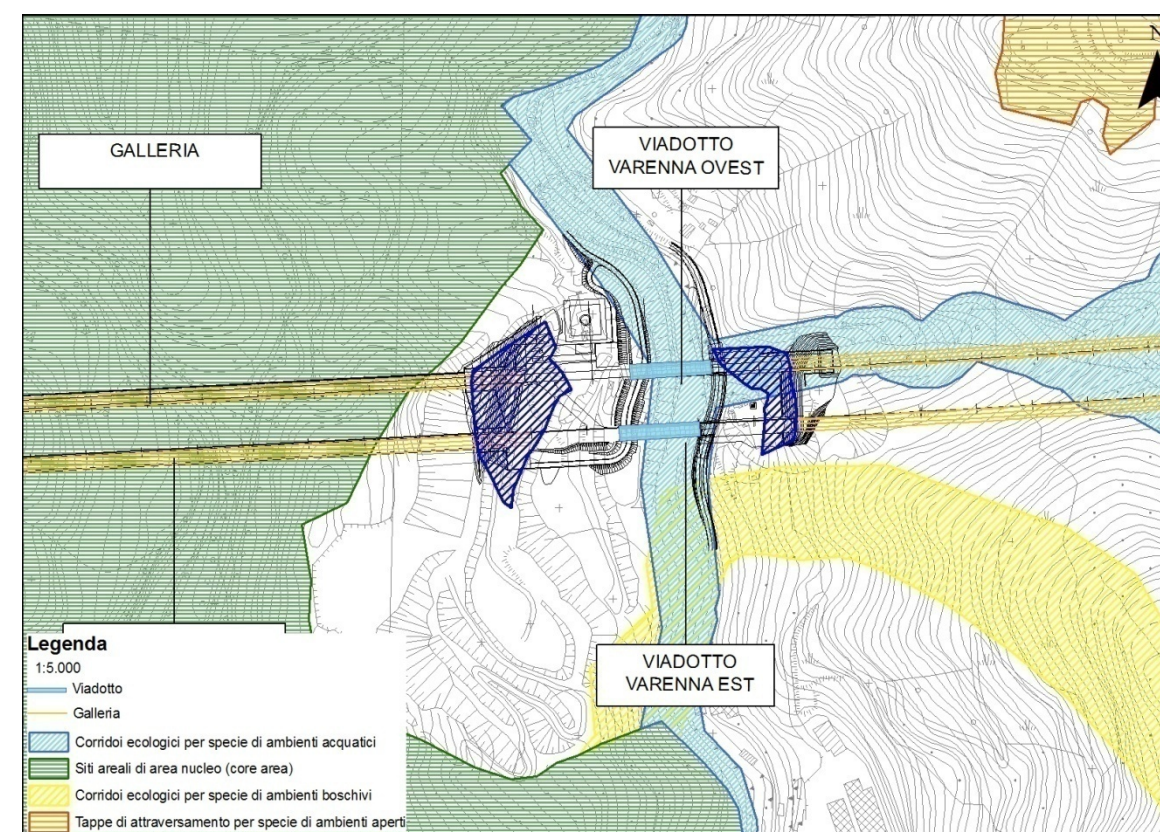 N
GALLERIA
VIADOTTO
VARENNA OVEST
VIADOTTO
VARENNA EST
Legenda
1:5.000
Viadotto
Galleria
Corridoi ecologici per specie di ambienti acquatici
Siti areali di area nucleo (core area)
Corridoi ecologici per specie di ambienti boschivi
Tappe di attraversamento per specie di ambienti aperti